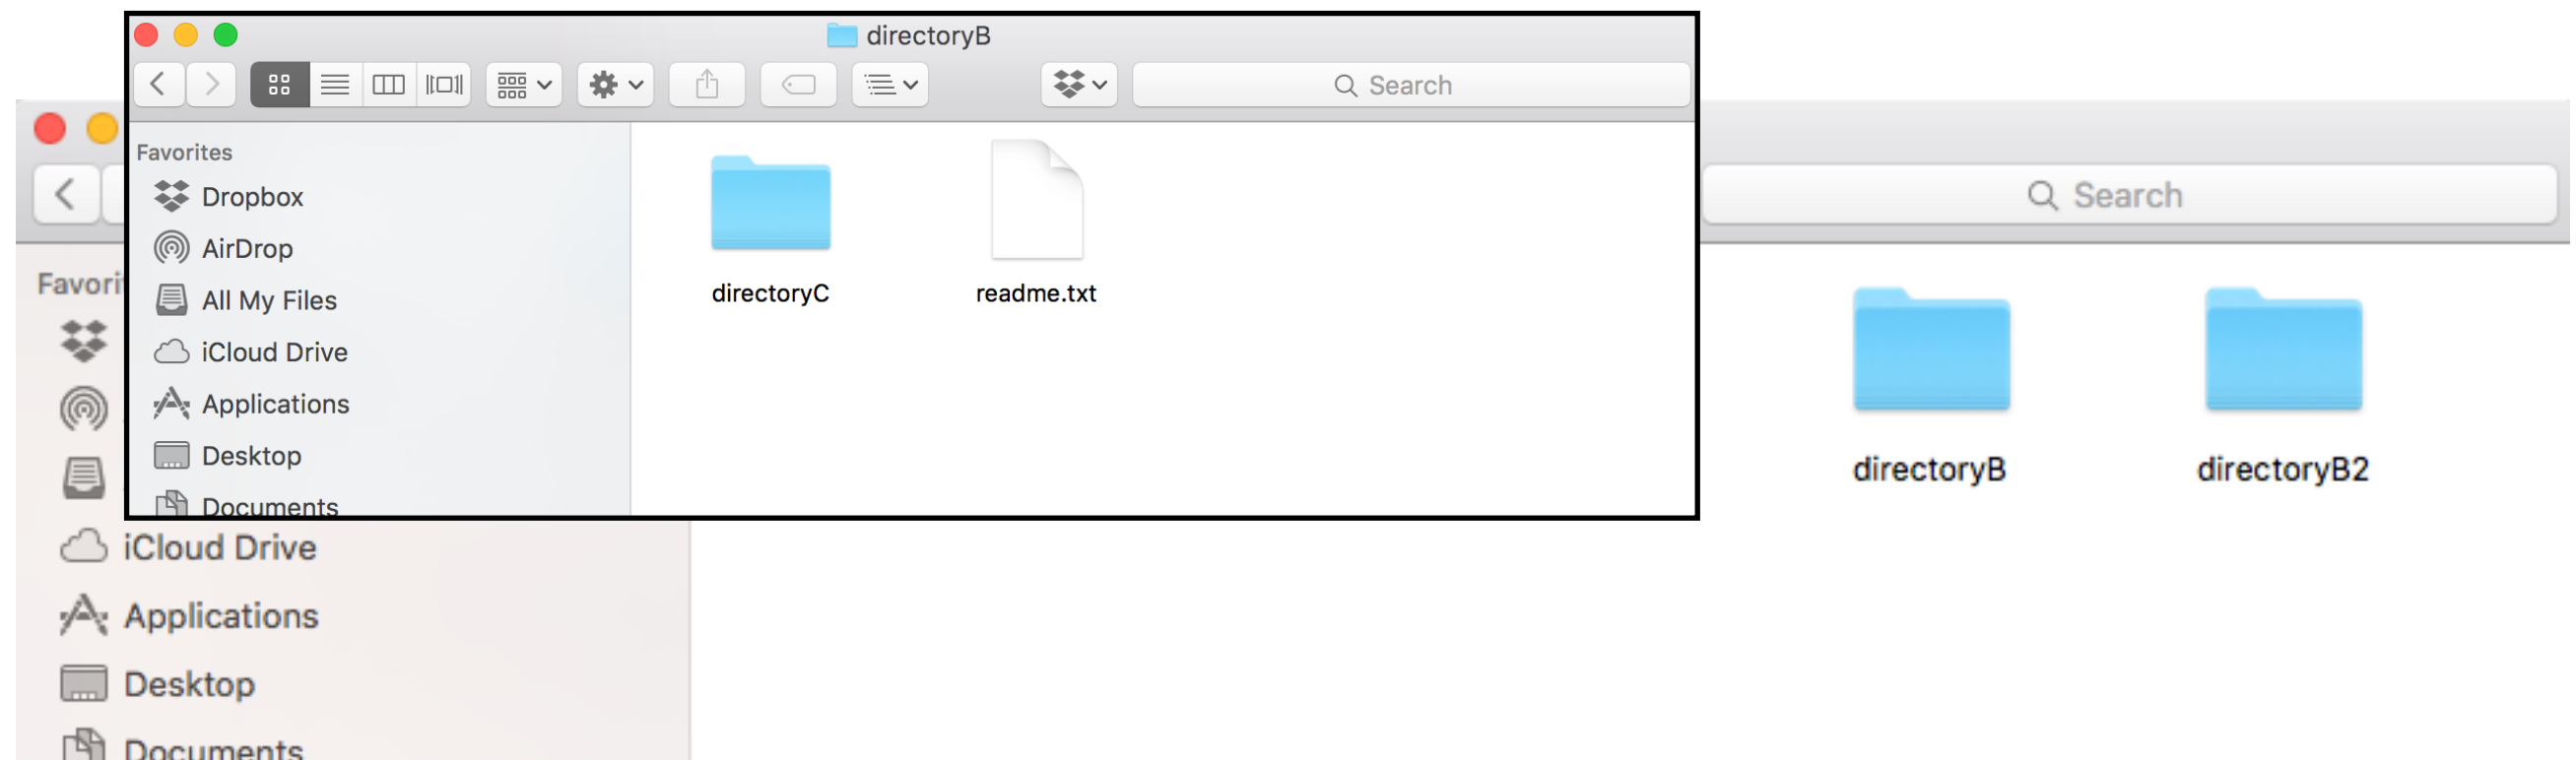 directoryB
Search
Favorites
Dropbox
AirDrop
All My Files
iCloud Drive
Applications
Desktop
Documents
directoryC
readme.txt
Search
Favori
directoryB
directoryB2
iCloud Drive
Applications
Desktop
Documents